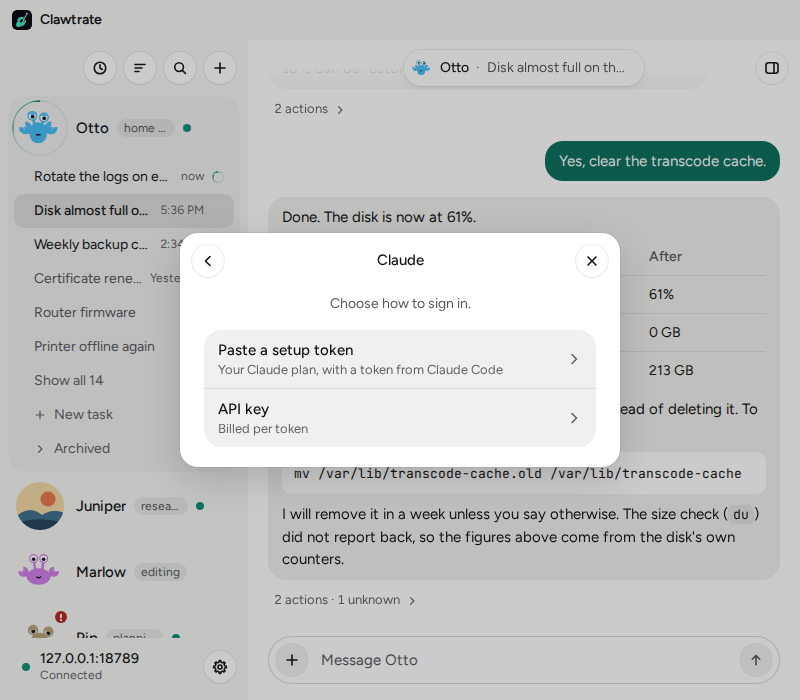 Clawtrate
Otto · Disk almost full on th...
2 actions
Otto home ...
Rotate the logs on e... now
Disk almost full o... 5:36 PM
Weekly backup c...
Certificate rene...
Router firmware
Printer offline again
Show all 14
+ New task
Archived
Juniper resea...
Marlow editing
127.0.0.1:18789
Connected
Yes, clear the transcode cache.
Done. The disk is now at 61%.
After
61%
0 GB
213 GB
ead of deleting it. To
mv /var/lib/transcode-cache.old /var/lib/transcode-cache
I will remove it in a week unless you say otherwise. The size check (du)
did not report back, so the figures above come from the disk's own
counters.
2 actions · 1 unknown
Message Otto
Claude
Choose how to sign in.
Paste a setup token
Your Claude plan, with a token from Claude Code
API key
Billed per token